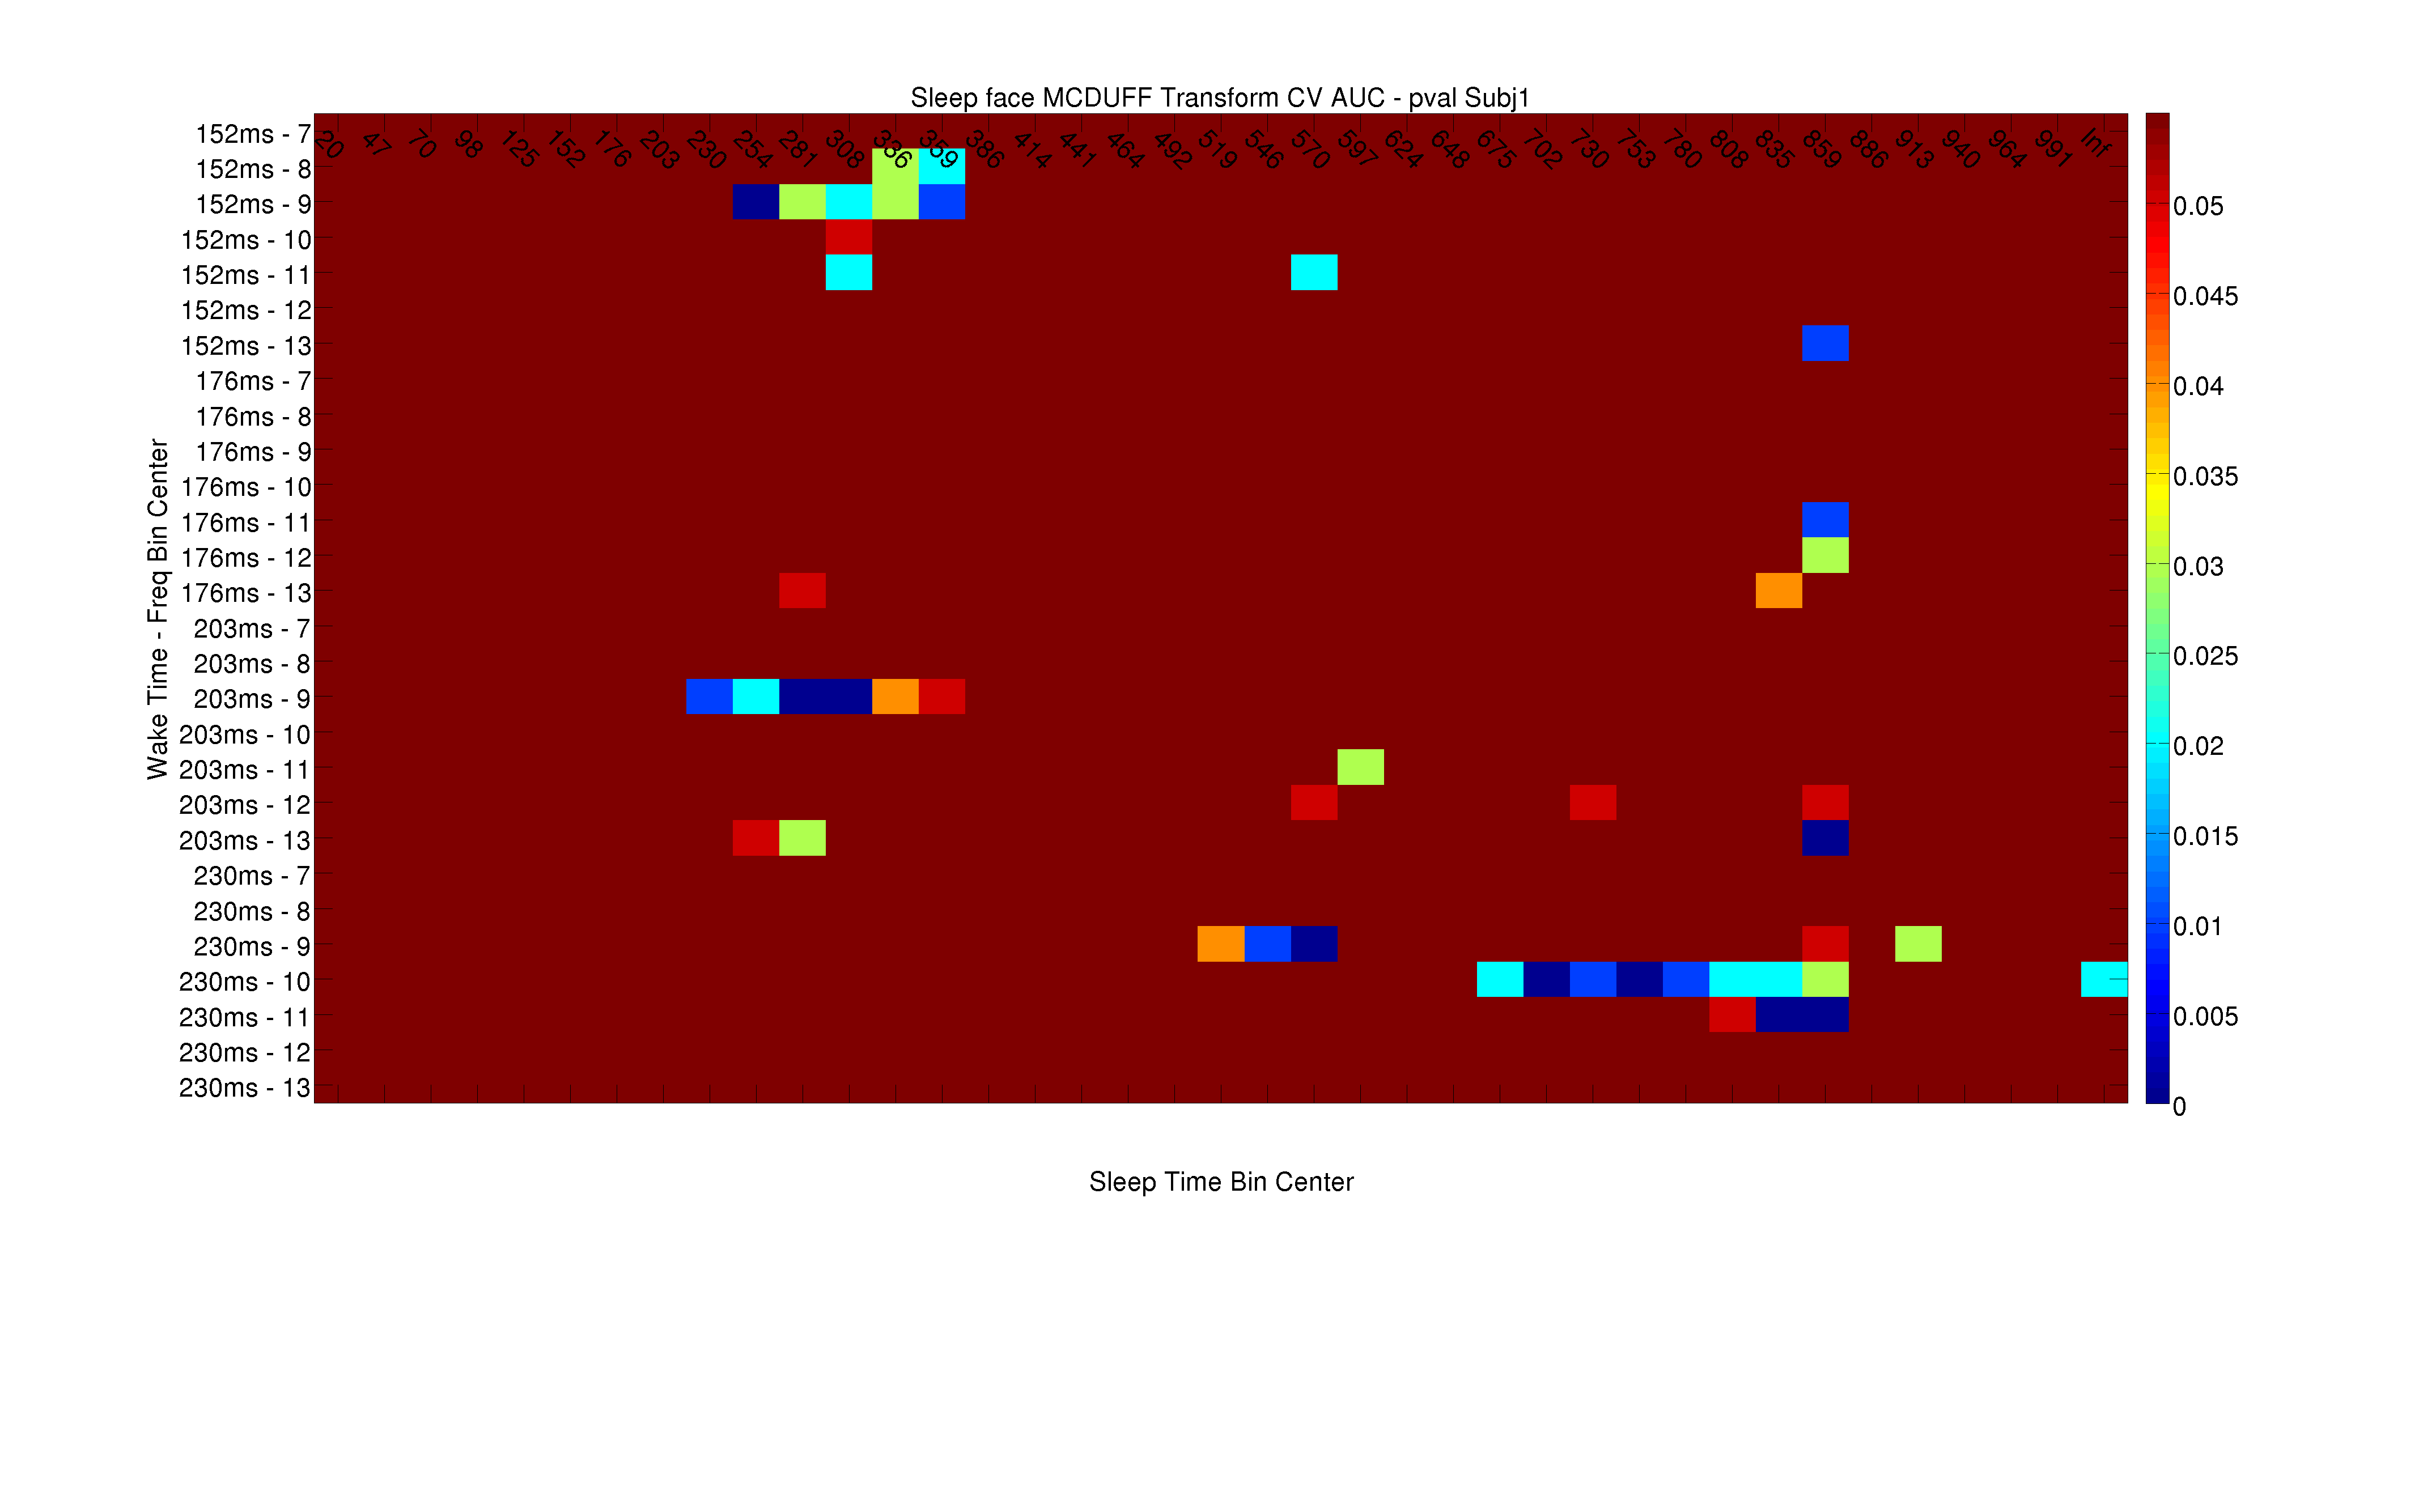 Sleep face MCDUFF Transform CV AUC - pval Subj1
20 47 70 98 125 152 176 203 230 254 281 308 336 359 386 414 441 464 492 519 546 570 597 624 648 675 702 730 753 780 808 835 859 886 913 940 964 991 Inf
152ms - 7
152ms - 8
152ms - 9
152ms - 10
152ms - 11
152ms - 12
152ms - 13
176ms - 7
176ms - 8
176ms - 9
176ms - 10
176ms - 11
176ms - 12
176ms - 13
203ms - 7
203ms - 8
203ms - 9
203ms - 10
203ms - 11
203ms - 12
203ms - 13
230ms - 7
230ms - 8
230ms - 9
230ms - 10
230ms - 11
230ms - 12
230ms - 13
Wake Time - Freq Bin Center
0.05
0.045
0.04
0.035
0.03
0.025
0.02
0.015
0.01
0.005
0
Sleep Time Bin Center